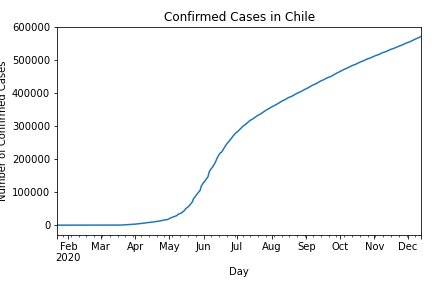 Confirmed Cases in Chile
600000
500000
400000
300000
200000
100000
0
Number of Confirmed Cases
Feb Mar Apr May Jun Jul Aug Sep Oct Nov Dec
2020
Day